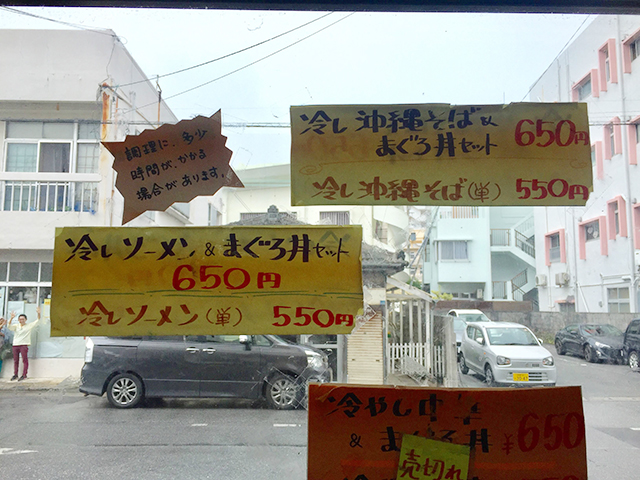 冷し沖縄そば&
まぐろ丼セット 650円
冷し沖縄そば(単) 550円
調理に、多少
時間が、かかる
場合があります。
冷しソーメン&まぐろ丼セット
650円
冷しソーメン(単) 550円
冷やし中華
&まぐろ丼 ¥650
売切れ